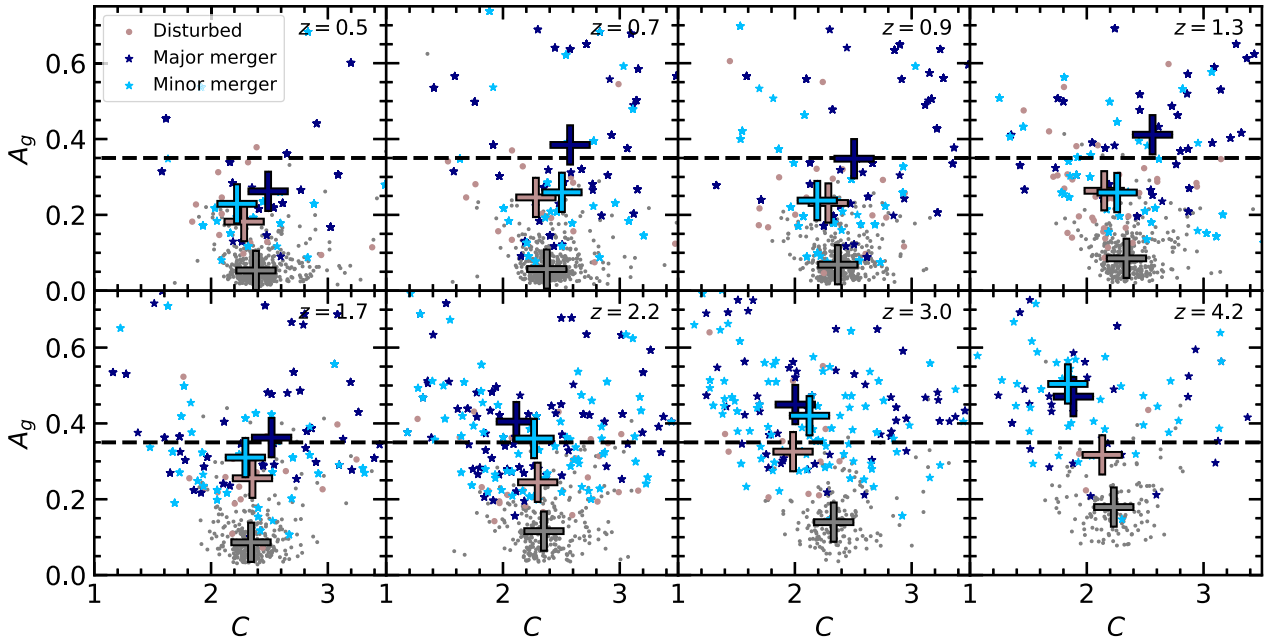 Disturbed
Major merger
Minor merger
z = 0.5
z = 0.7
z = 0.9
z = 1.3
0.6
0.4
0.2
0.0
A_g
z = 1.7
z = 2.2
z = 3.0
z = 4.2
0.6
0.4
0.2
0.0
A_g
1 2 3 1 2 3 1 2 3 1 2 3
C C C C